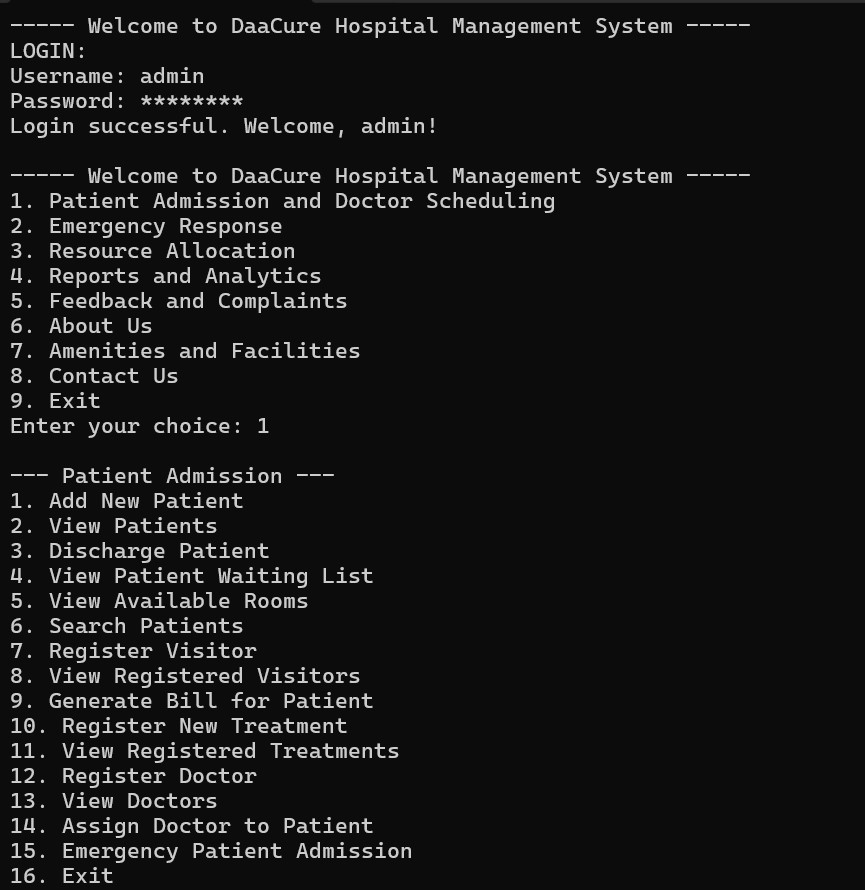 ----- Welcome to DaaCure Hospital Management System -----
LOGIN:
Username: admin
Password: ********
Login successful. Welcome, admin!
----- Welcome to DaaCure Hospital Management System -----
1. Patient Admission and Doctor Scheduling
2. Emergency Response
3. Resource Allocation
4. Reports and Analytics
5. Feedback and Complaints
6. About Us
7. Amenities and Facilities
8. Contact Us
9. Exit
Enter your choice: 1
--- Patient Admission ---
1. Add New Patient
2. View Patients
3. Discharge Patient
4. View Patient Waiting List
5. View Available Rooms
6. Search Patients
7. Register Visitor
8. View Registered Visitors
9. Generate Bill for Patient
10. Register New Treatment
11. View Registered Treatments
12. Register Doctor
13. View Doctors
14. Assign Doctor to Patient
15. Emergency Patient Admission
16. Exit